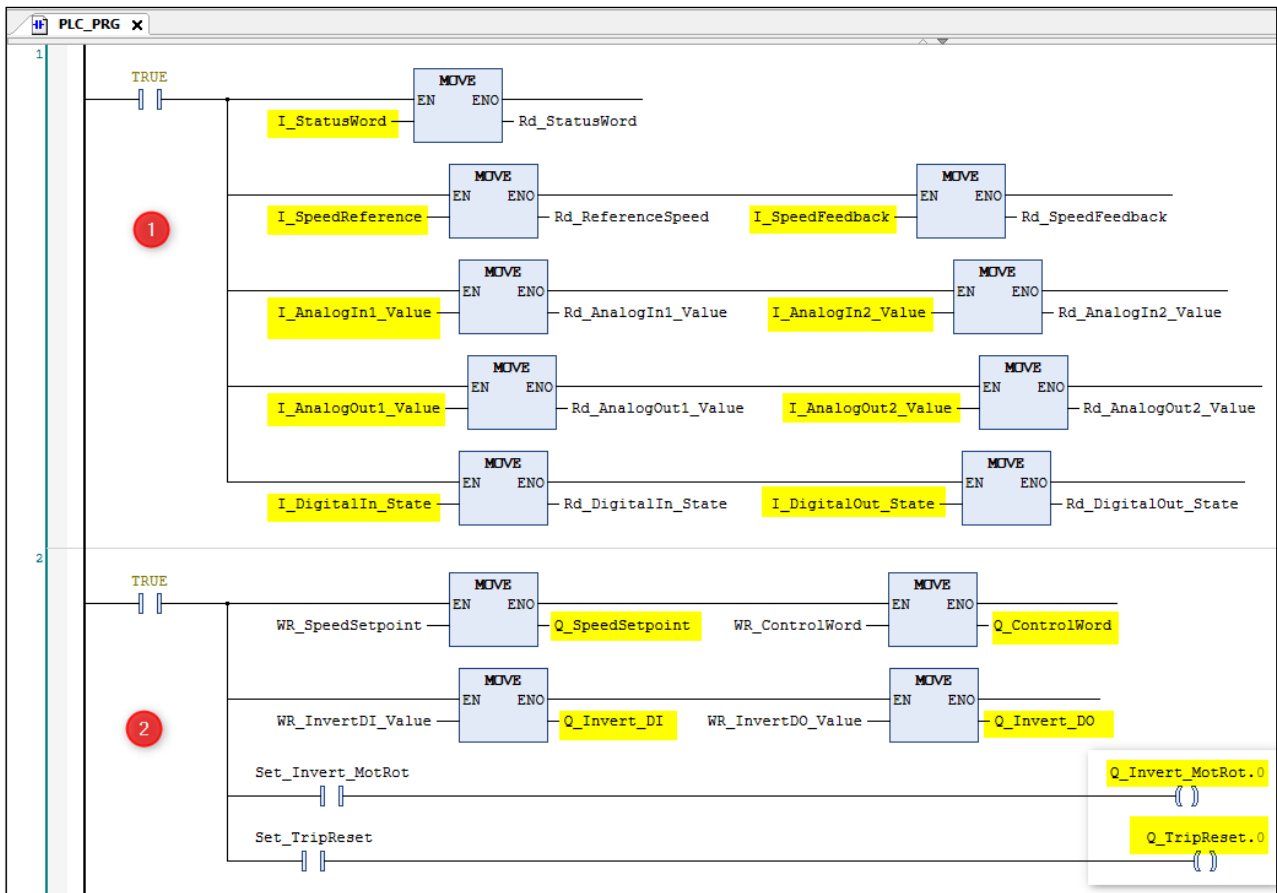 PLC_PRG X
1
TRUE
MOVE
EN ENO
I_StatusWord Rd_StatusWord
MOVE MOVE
EN ENO EN ENO
I_SpeedReference Rd_ReferenceSpeed I_SpeedFeedback Rd_SpeedFeedback
1
MOVE MOVE
EN ENO EN ENO
I_AnalogIn1_Value Rd_AnalogIn1_Value I_AnalogIn2_Value Rd_AnalogIn2_Value
MOVE MOVE
EN ENO EN ENO
I_AnalogOut1_Value Rd_AnalogOut1_Value I_AnalogOut2_Value Rd_AnalogOut2_Value
MOVE MOVE
EN ENO EN ENO
I_DigitalIn_State Rd_DigitalIn_State I_DigitalOut_State Rd_DigitalOut_State
2
TRUE
MOVE MOVE
EN ENO EN ENO
WR_SpeedSetpoint Q_SpeedSetpoint WR_ControlWord Q_ControlWord
MOVE MOVE
EN ENO EN ENO
WR_InvertDI_Value Q_Invert_DI WR_InvertDO_Value Q_Invert_DO
2
Set_Invert_MotRot Q_Invert_MotRot.0
Set_TripReset Q_TripReset.0